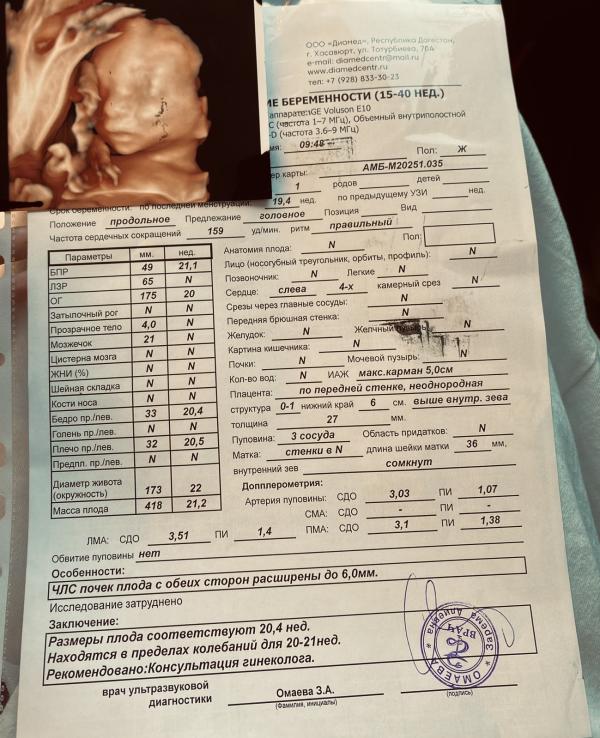 ООО «Диамед», Республика Дагестан,
г. Хасавюрт, ул. Тотурбиева, 70А
e-mail: diamedcentr@mail.ru
www.diamedcentr.ru
тел: +7 (928) 833-30-23
ИЕ БЕРЕМЕННОСТИ (15-40 НЕД.)
аппарате: GE Voluson E10
С (частота 1-7 МГц), Объемный внутриполостной
-D (частота 3.6-9 МГц)
мя: 09:48
Пол: Ж
ер карты: АМБ-М20251.035
1 родов детей
Срок беременности: по последней менструации: 19,4 нед. по предыдущему УЗИ нед.
Положение продольное Предлежание головное Позиция Вид
Частота сердечных сокращений 159 уд/мин. ритм правильный
Параметры мм. нед.
БПР 49 21,1
ЛЗР 65 N
ОГ 175 20
Затылочный рог N N
Прозрачное тело 4,0 N
Мозжечок 21 N
Цистерна мозга N N
ЖНИ (%) N N
Шейная складка N N
Кости носа N N
Бедро пр./лев. 33 20,4
Голень пр./лев. N N
Плечо пр./лев. 32 20,5
Предпл. пр./лев. N N
Диаметр живота
(окружность) 173 22
Масса плода 418 21,2
Анатомия плода: N Пол:
Лицо (носогубный треугольник, орбиты, профиль): N
Позвоночник: N Легкие N
Сердце: слева 4-х камерный срез N
Срезы через главные сосуды: N
Передняя брюшная стенка: N
Желудок: N Желчный пузырь: N
Картина кишечника: N
Почки: N Мочевой пузырь: N
Кол-во вод: N ИАЖ макс.карман 5,0см
Плацента: по передней стенке, неоднородная
структура 0-1 нижний край 6 см. выше внутр. зева
толщина 27 мм.
Пуповина: 3 сосуда Область придатков: N
Матка: стенки в N длина шейки матки 36 мм,
внутренний зев сомкнут
Допплерометрия:
Артерия пуповины: СДО 3,03 ПИ 1,07
СМА: СДО - ПИ -
ЛМА: СДО 3,51 ПИ 1,4 ПМА: СДО 3,1 ПИ 1,38
Обвитие пуповины нет
Особенности:
ЧЛС почек плода с обеих сторон расширены до 6,0мм.
Исследование затруднено
Заключение:
Размеры плода соответствуют 20,4 нед.
Находятся в пределах колебаний для 20-21нед.
Рекомендовано:Консультация гинеколога.
врач ультразвуковой
диагностики Омаева З.А.
(Фамилия, инициалы) (подпись)
ОМАЕВА Зарема Алиевна
ВРАЧ